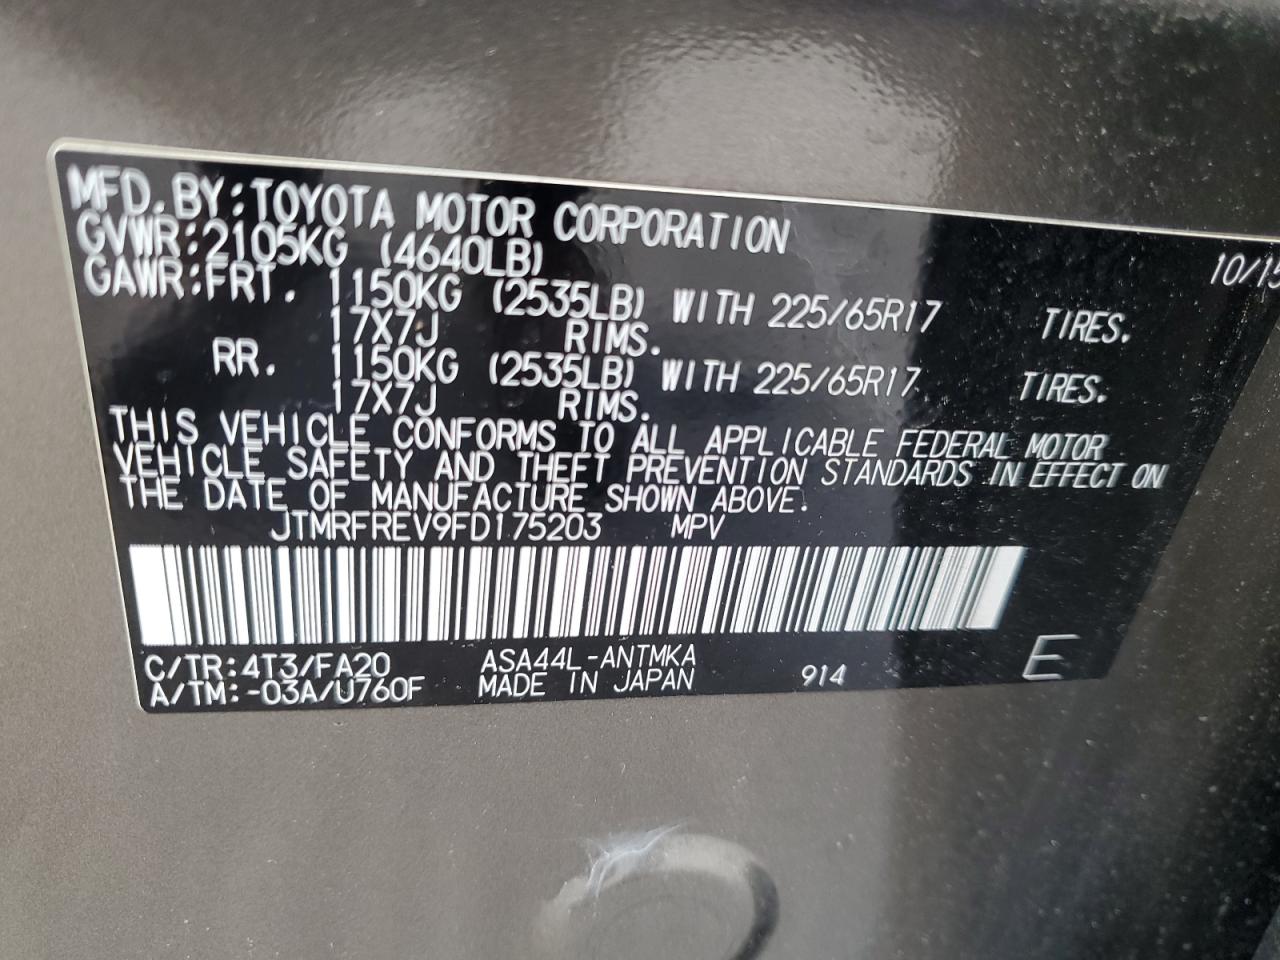 MFD. BY: TOYOTA MOTOR CORPORATION 10/15
GVWR: 2105KG (4640LB)
GAWR: FRT. 1150KG (2535LB) WITH 225/65R17 TIRES.
17X7J RIMS.
RR. 1150KG (2535LB) WITH 225/65R17 TIRES.
17X7J RIMS.
THIS VEHICLE CONFORMS TO ALL APPLICABLE FEDERAL MOTOR
VEHICLE SAFETY AND THEFT PREVENTION STANDARDS IN EFFECT ON
THE DATE OF MANUFACTURE SHOWN ABOVE.
JTMRFREV9FD175203 MPV
C/TR: 4T3/FA20 ASA44L-ANTMKA 914 E
A/TM: -03A/U760F MADE IN JAPAN